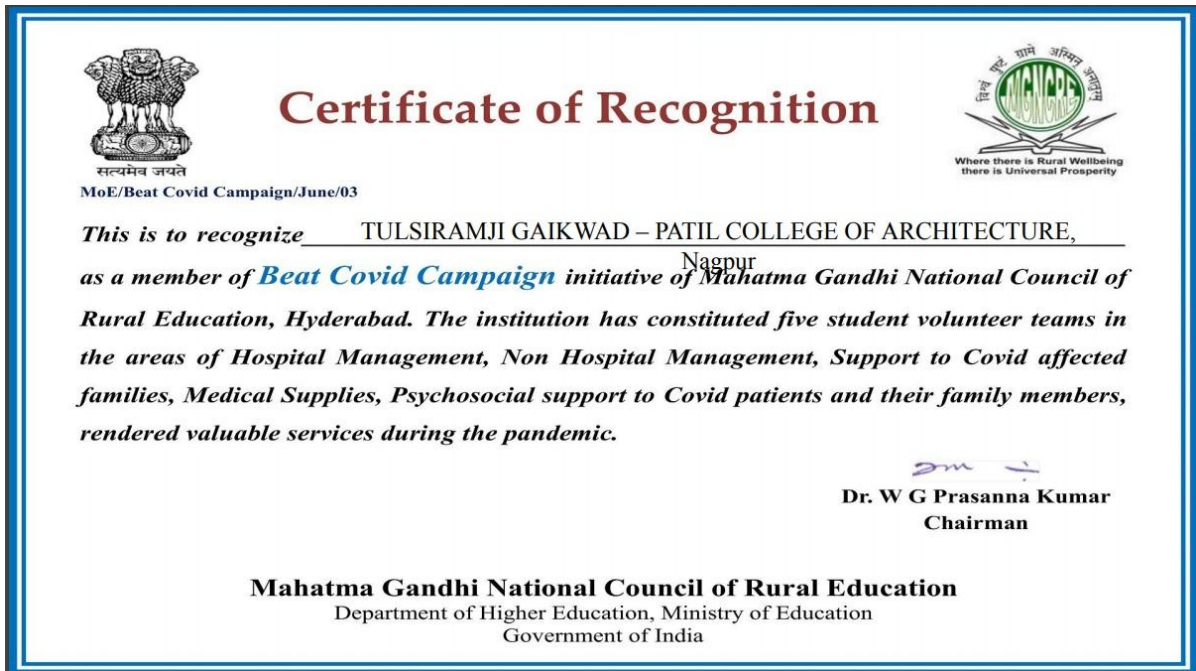 Certificate of Recognition
विश्वं पुष्टं ग्रामे अस्मिन् अनातुरम्
MGNCRE
Where there is Rural Wellbeing
there is Universal Prosperity
सत्यमेव जयते
MoE/Beat Covid Campaign/June/03
This is to recognize TULSIRAMJI GAIKWAD – PATIL COLLEGE OF ARCHITECTURE,
Nagpur
as a member of Beat Covid Campaign initiative of Mahatma Gandhi National Council of
Rural Education, Hyderabad. The institution has constituted five student volunteer teams in
the areas of Hospital Management, Non Hospital Management, Support to Covid affected
families, Medical Supplies, Psychosocial support to Covid patients and their family members,
rendered valuable services during the pandemic.
Dr. W G Prasanna Kumar
Chairman
Mahatma Gandhi National Council of Rural Education
Department of Higher Education, Ministry of Education
Government of India